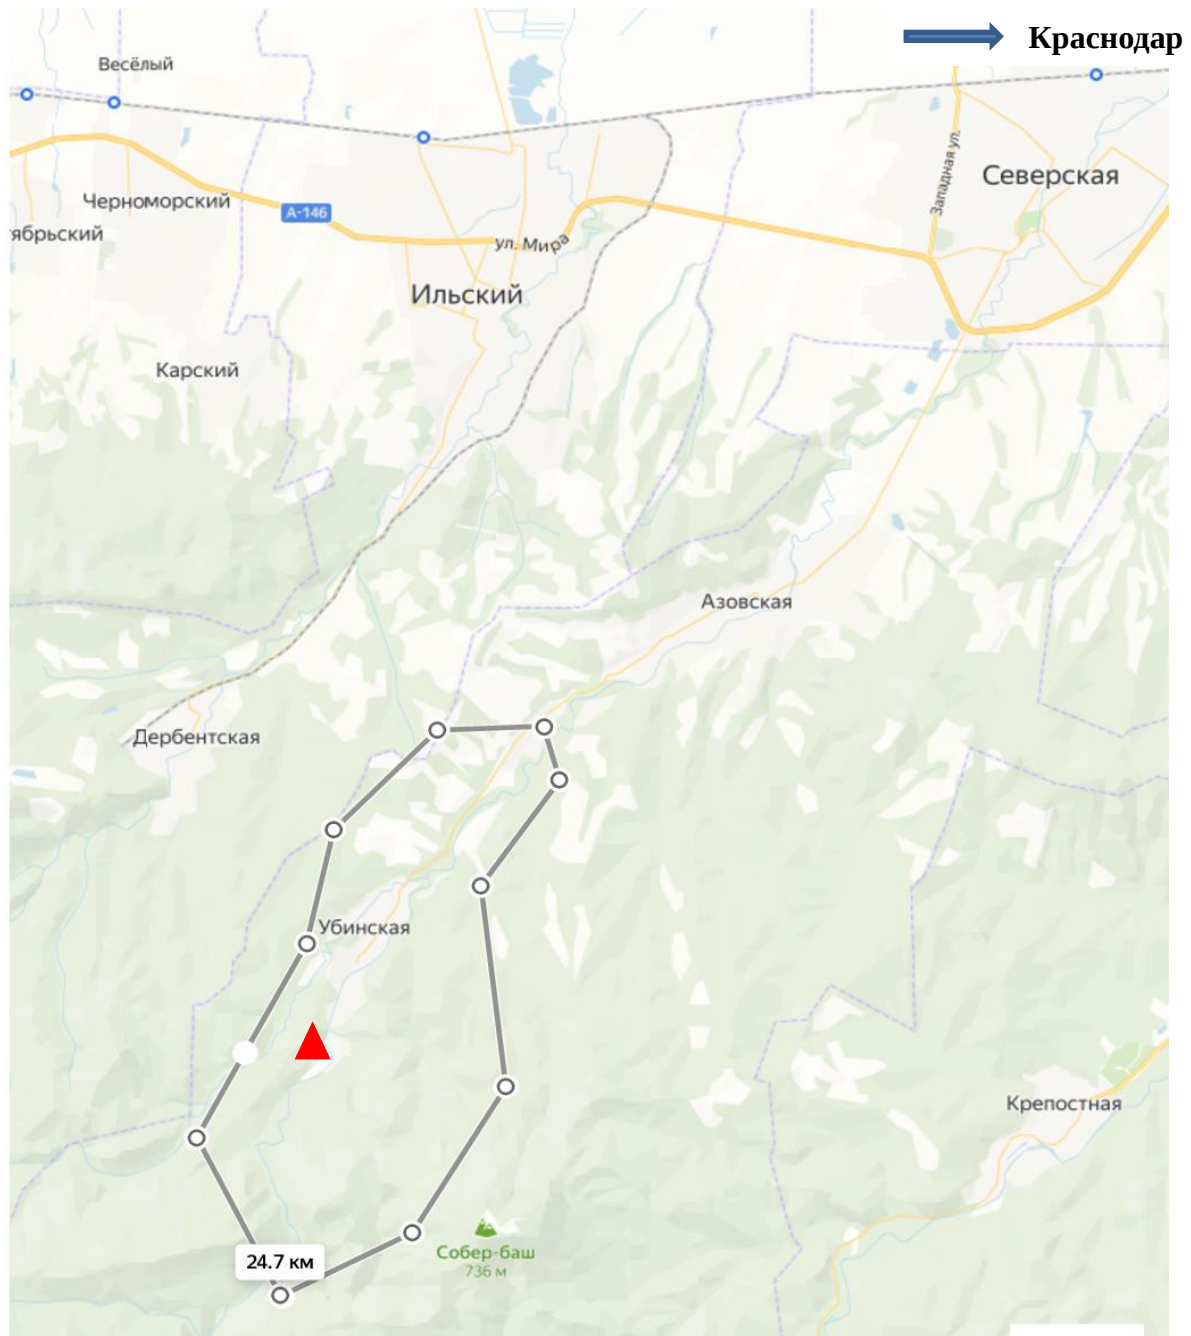 Краснодар
Весёлый
Западная ул.
Северская
Черноморский
А-146
ябрьский
ул. Мира
Ильский
Карский
Азовская
Дербентская
Убинская
Крепостная
Собер-баш
736 м
24.7 км